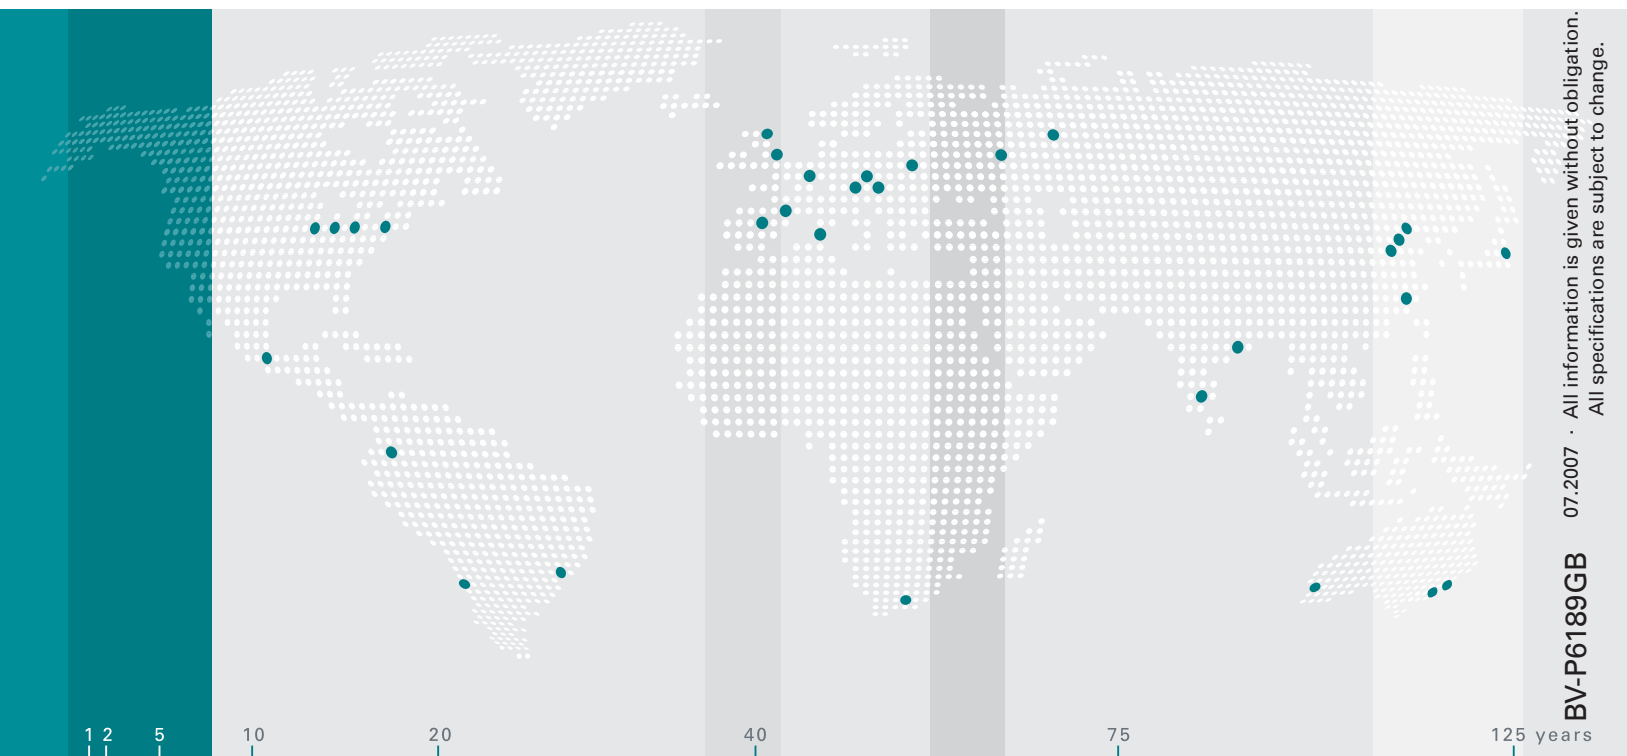 07.2007 · All information is given without obligation.
All specifications are subject to change.
BV-P6189GB
1 2 5 10 20 40 75 125 years